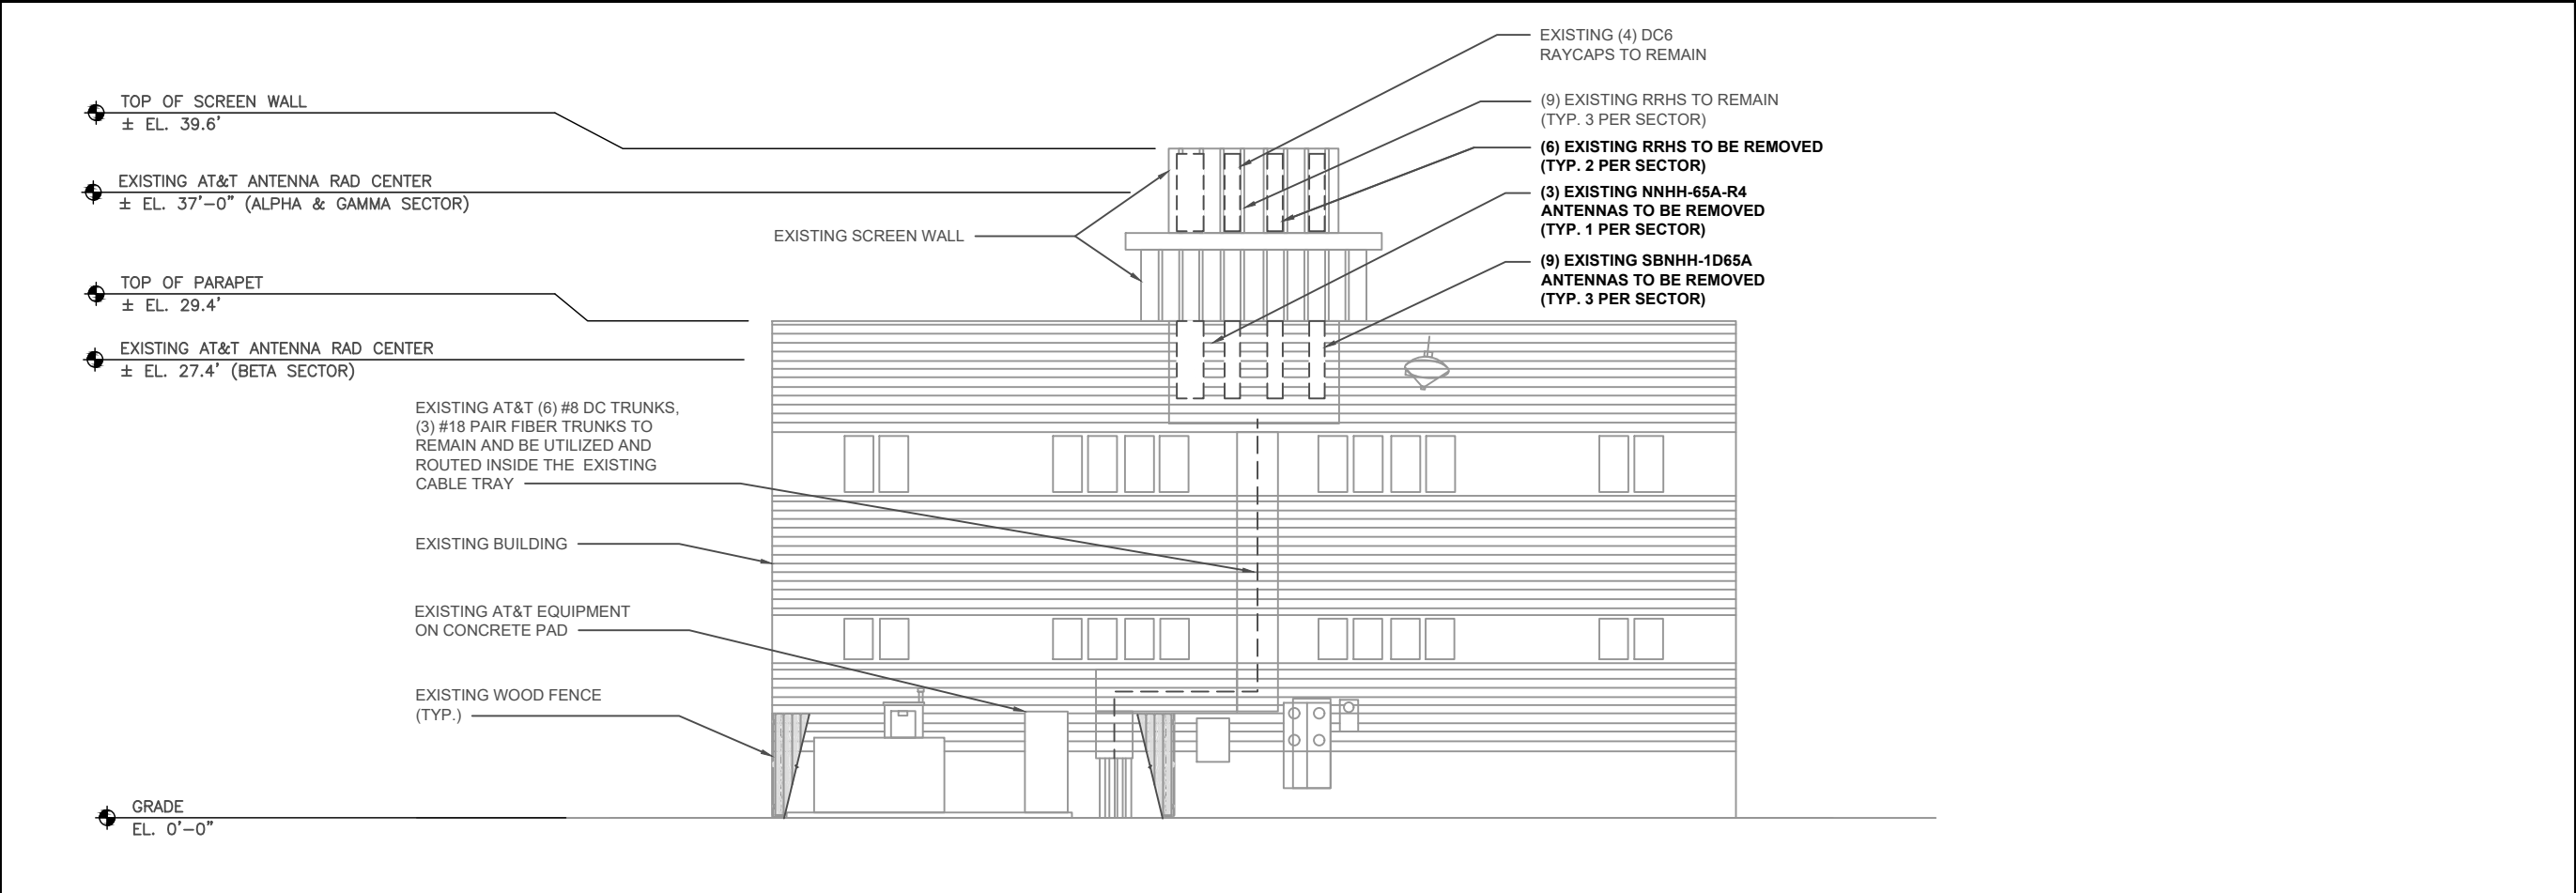 TOP OF SCREEN WALL
± EL. 39.6'
EXISTING AT&T ANTENNA RAD CENTER
± EL. 37'-0" (ALPHA & GAMMA SECTOR)
TOP OF PARAPET
± EL. 29.4'
EXISTING AT&T ANTENNA RAD CENTER
± EL. 27.4' (BETA SECTOR)
GRADE
EL. 0'-0"
EXISTING SCREEN WALL
EXISTING AT&T (6) #8 DC TRUNKS,
(3) #18 PAIR FIBER TRUNKS TO
REMAIN AND BE UTILIZED AND
ROUTED INSIDE THE EXISTING
CABLE TRAY
EXISTING BUILDING
EXISTING AT&T EQUIPMENT
ON CONCRETE PAD
EXISTING WOOD FENCE
(TYP.)
EXISTING (4) DC6
RAYCAPS TO REMAIN
(9) EXISTING RRHS TO REMAIN
(TYP. 3 PER SECTOR)
(6) EXISTING RRHS TO BE REMOVED
(TYP. 2 PER SECTOR)
(3) EXISTING NNHH-65A-R4
ANTENNAS TO BE REMOVED
(TYP. 1 PER SECTOR)
(9) EXISTING SBNHH-1D65A
ANTENNAS TO BE REMOVED
(TYP. 3 PER SECTOR)